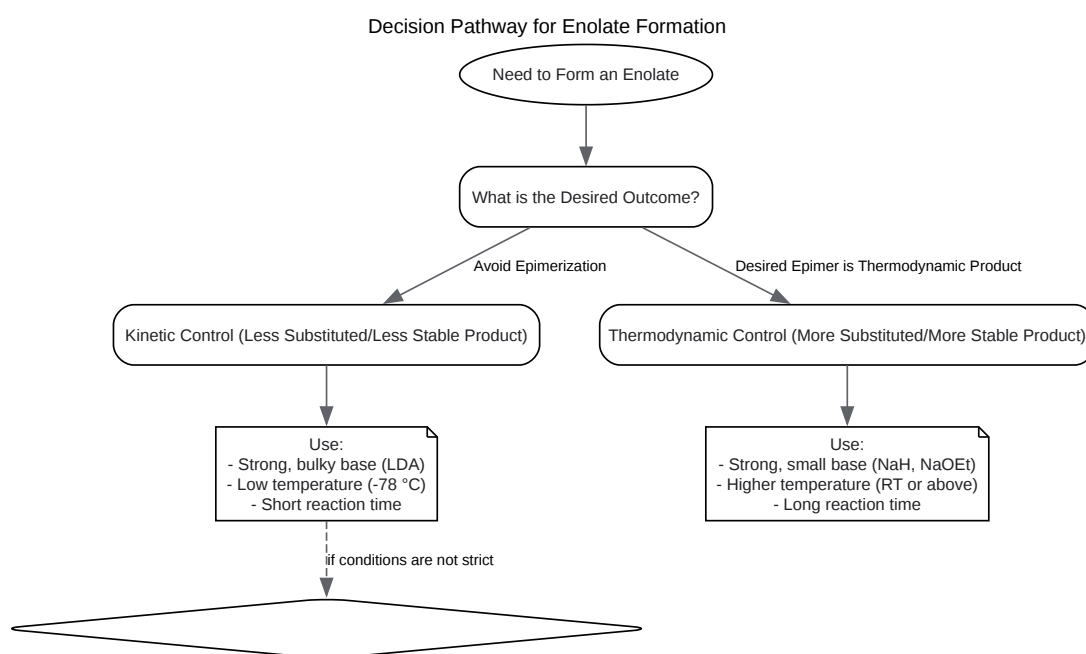 Decision Pathway for Enolate Formation
Need to Form an Enolate
What is the Desired Outcome?
Avoid Epimerization
Desired Epimer is Thermodynamic Product
Kinetic Control (Less Substituted/Less Stable Product)
Thermodynamic Control (More Substituted/More Stable Product)
Use:
- Strong, bulky base (LDA)
- Low temperature (-78 °C)
- Short reaction time
Use:
- Strong, small base (NaH, NaOEt)
- Higher temperature (RT or above)
- Long reaction time
if conditions are not strict